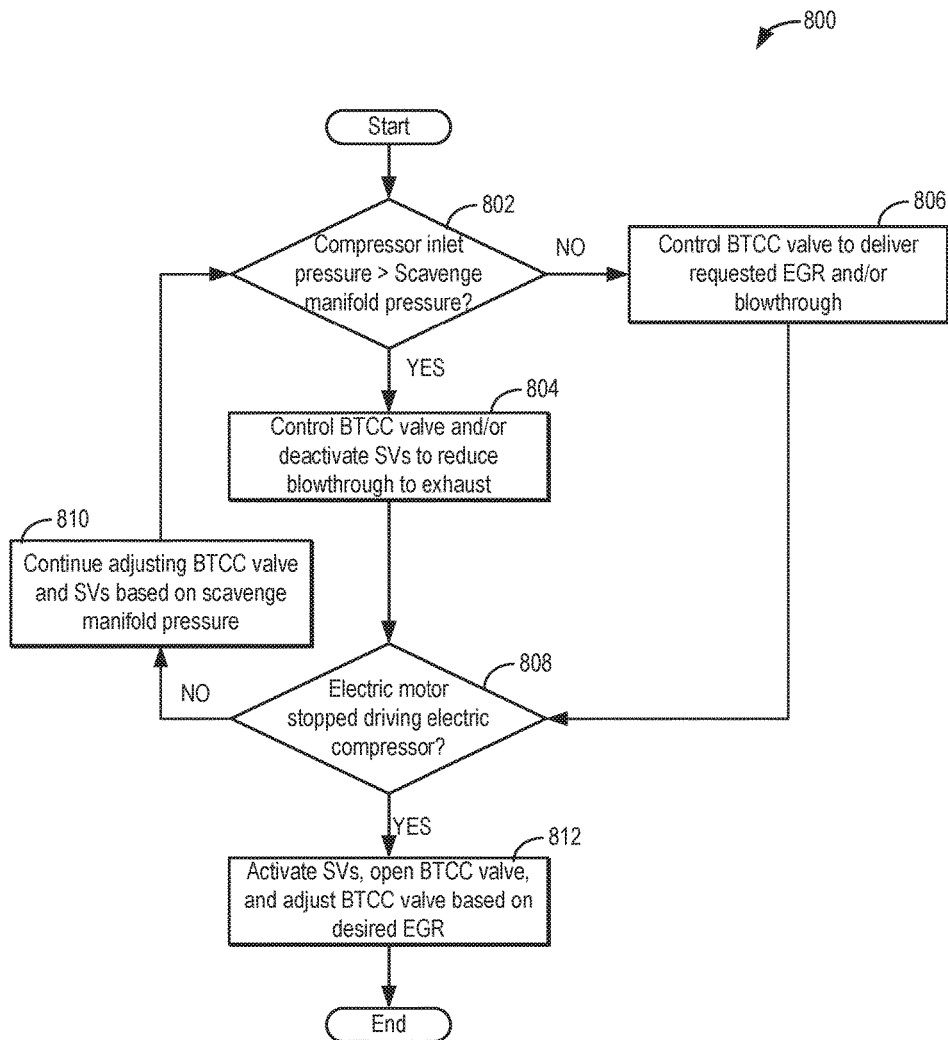 800
Start
802
Compressor inlet
pressure > Scavenge
manifold pressure?
NO
806
Control BTCC valve to deliver
requested EGR and/or
blowthrough
YES
804
Control BTCC valve and/or
deactivate SVs to reduce
blowthrough to exhaust
810
Continue adjusting BTCC valve
and SVs based on scavenge
manifold pressure
NO
808
Electric motor
stopped driving electric
compressor?
YES
812
Activate SVs, open BTCC valve,
and adjust BTCC valve based on
desired EGR
End